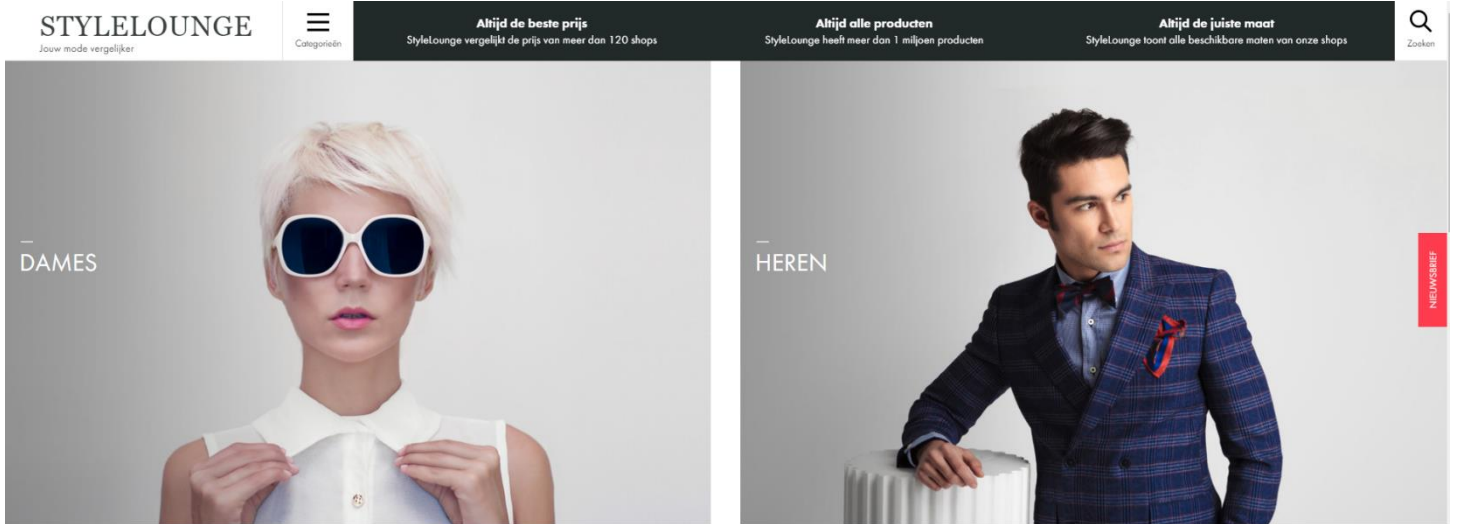 STYLELOUNGE
Jouw mode vergelijker
Categorieën
Altijd de beste prijs
StyleLounge vergelijkt de prijs van meer dan 120 shops
Altijd alle producten
StyleLounge heeft meer dan 1 miljoen producten
Altijd de juiste maat
StyleLounge toont alle beschikbare maten van onze shops
Zoeken
DAMES
HEREN
NIEUWSBRIEF